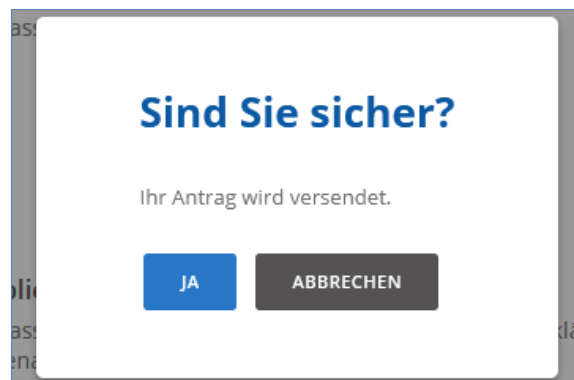 Sind Sie sicher?
Ihr Antrag wird versendet.
JA
ABBRECHEN